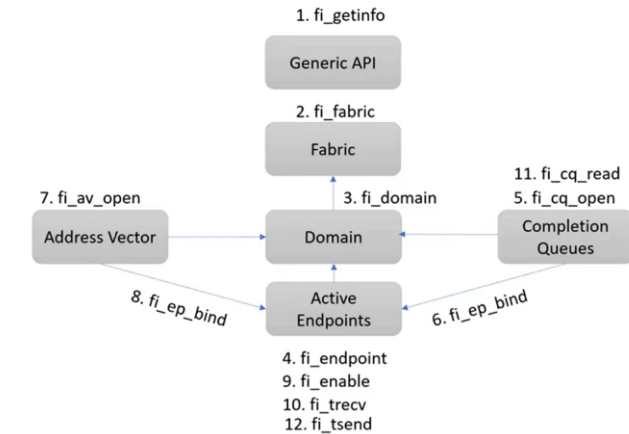 1. fi_getinfo
Generic API
2. fi_fabric
Fabric
3. fi_domain
11. fi_cq_read
5. fi_cq_open
7. fi_av_open
Address Vector
Domain
Completion
Queues
8. fi_ep_bind
Active
Endpoints
6. fi_ep_bind
4. fi_endpoint
9. fi_enable
10. fi_trecv
12. fi_tsend